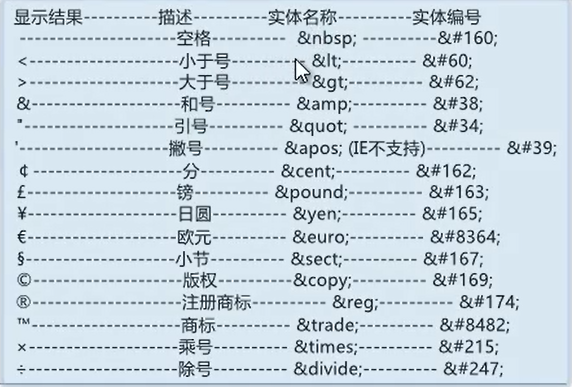 显示结果---------描述---------实体名称---------实体编号
------------------空格---------- &nbsp; ----------&#160;
<------------------小于号----------&lt;----------&#60;
>------------------大于号----------&gt;----------&#62;
&------------------和号----------&amp;----------&#38;
"------------------引号---------- &quot; ----------&#34;
'------------------撇号---------- &apos; (IE不支持)---------- &#39;
¢ ------------------分---------- &cent;---------- &#162;
£------------------镑---------- &pound;----------&#163;
¥------------------日圆---------- &yen;---------- &#165;
€------------------欧元---------- &euro;---------- &#8364;
§------------------小节---------- &sect;---------- &#167;
©------------------版权---------- &copy;---------- &#169;
®------------------注册商标---------- &reg;---------- &#174;
™------------------商标---------- &trade;---------- &#8482;
×------------------乘号---------- &times;---------- &#215;
÷------------------除号---------- &divide;---------- &#247;